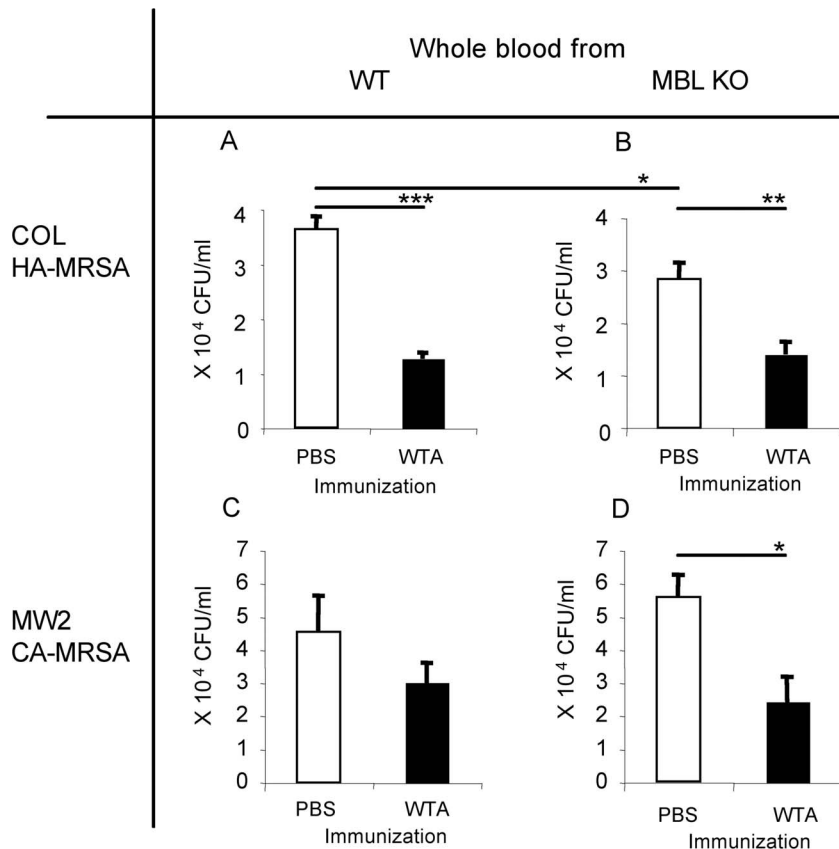 Whole blood from
WT MBL KO
A B
* 
*** **
COL
HA-MRSA
X 10⁴ CFU/ml
4
3
2
1
0
PBS WTA
Immunization
X 10⁴ CFU/ml
4
3
2
1
0
PBS WTA
Immunization
C D
MW2
CA-MRSA
X 10⁴ CFU/ml
7
6
5
4
3
2
1
0
PBS WTA
Immunization
*
X 10⁴ CFU/ml
7
6
5
4
3
2
1
0
PBS WTA
Immunization